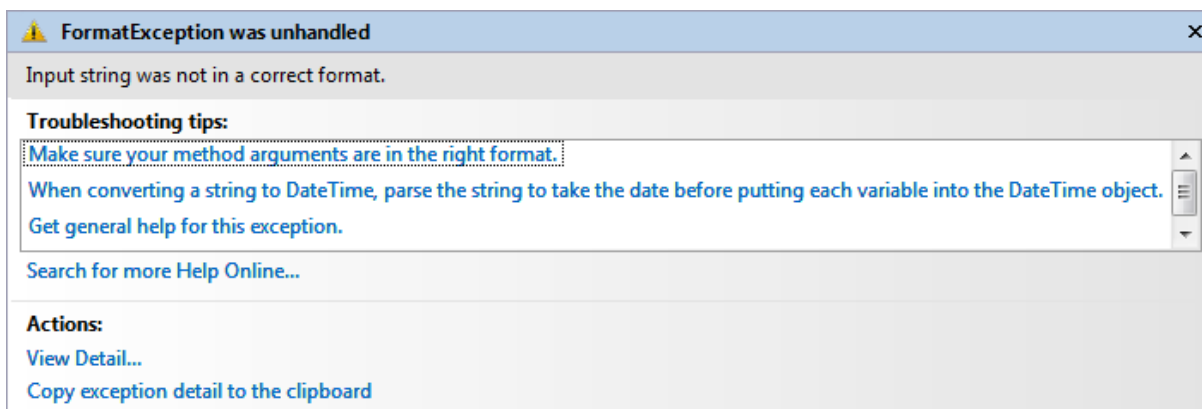 FormatException was unhandled
Input string was not in a correct format.
Troubleshooting tips:
Make sure your method arguments are in the right format.
When converting a string to DateTime, parse the string to take the date before putting each variable into the DateTime object.
Get general help for this exception.
Search for more Help Online...
Actions:
View Detail...
Copy exception detail to the clipboard